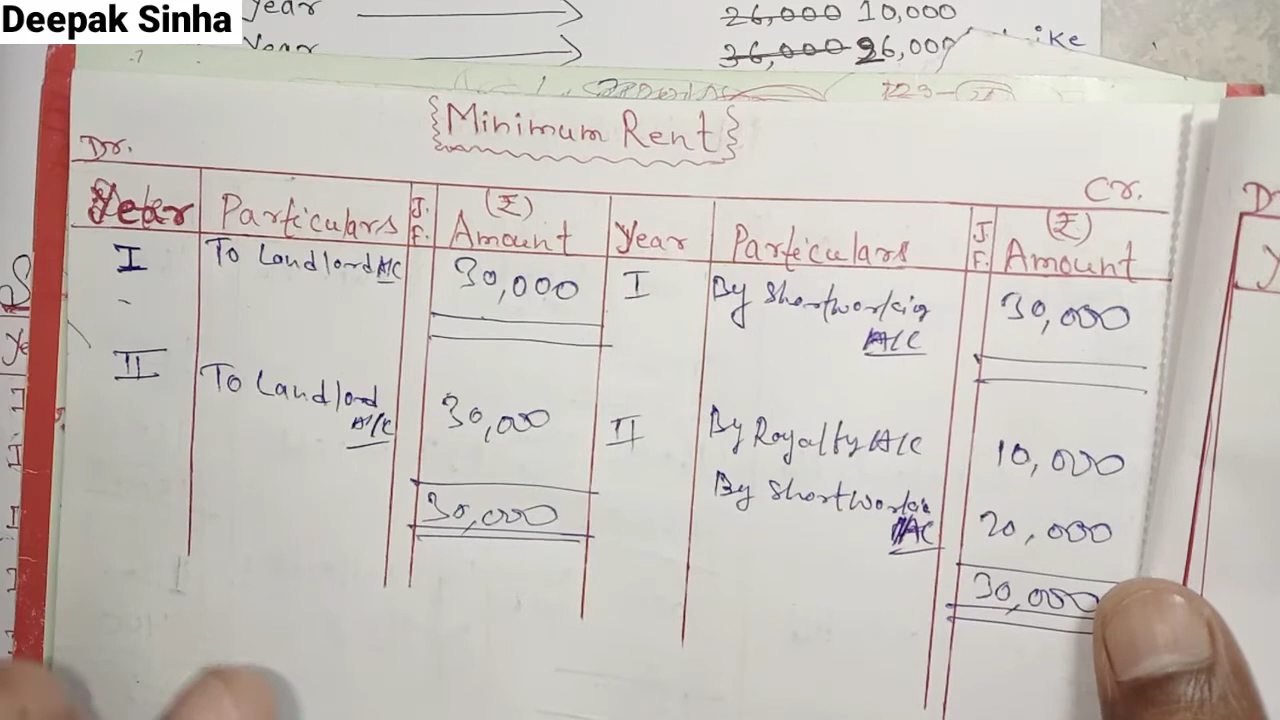 Deepak Sinha
year 26,000 10,000
Year 36,000 26,000 ike
{Minimum Rent}
Dr. Cr.
Year Particulars J.F. (₹) Amount Year Particulars J.F. (₹) Amount
I To Landlord A/C 30,000 I By Shortworking A/C 30,000
II To Landlord A/C 30,000 II By Royalty A/C 10,000
By Shortworkin A/C 20,000
30,000 30,000